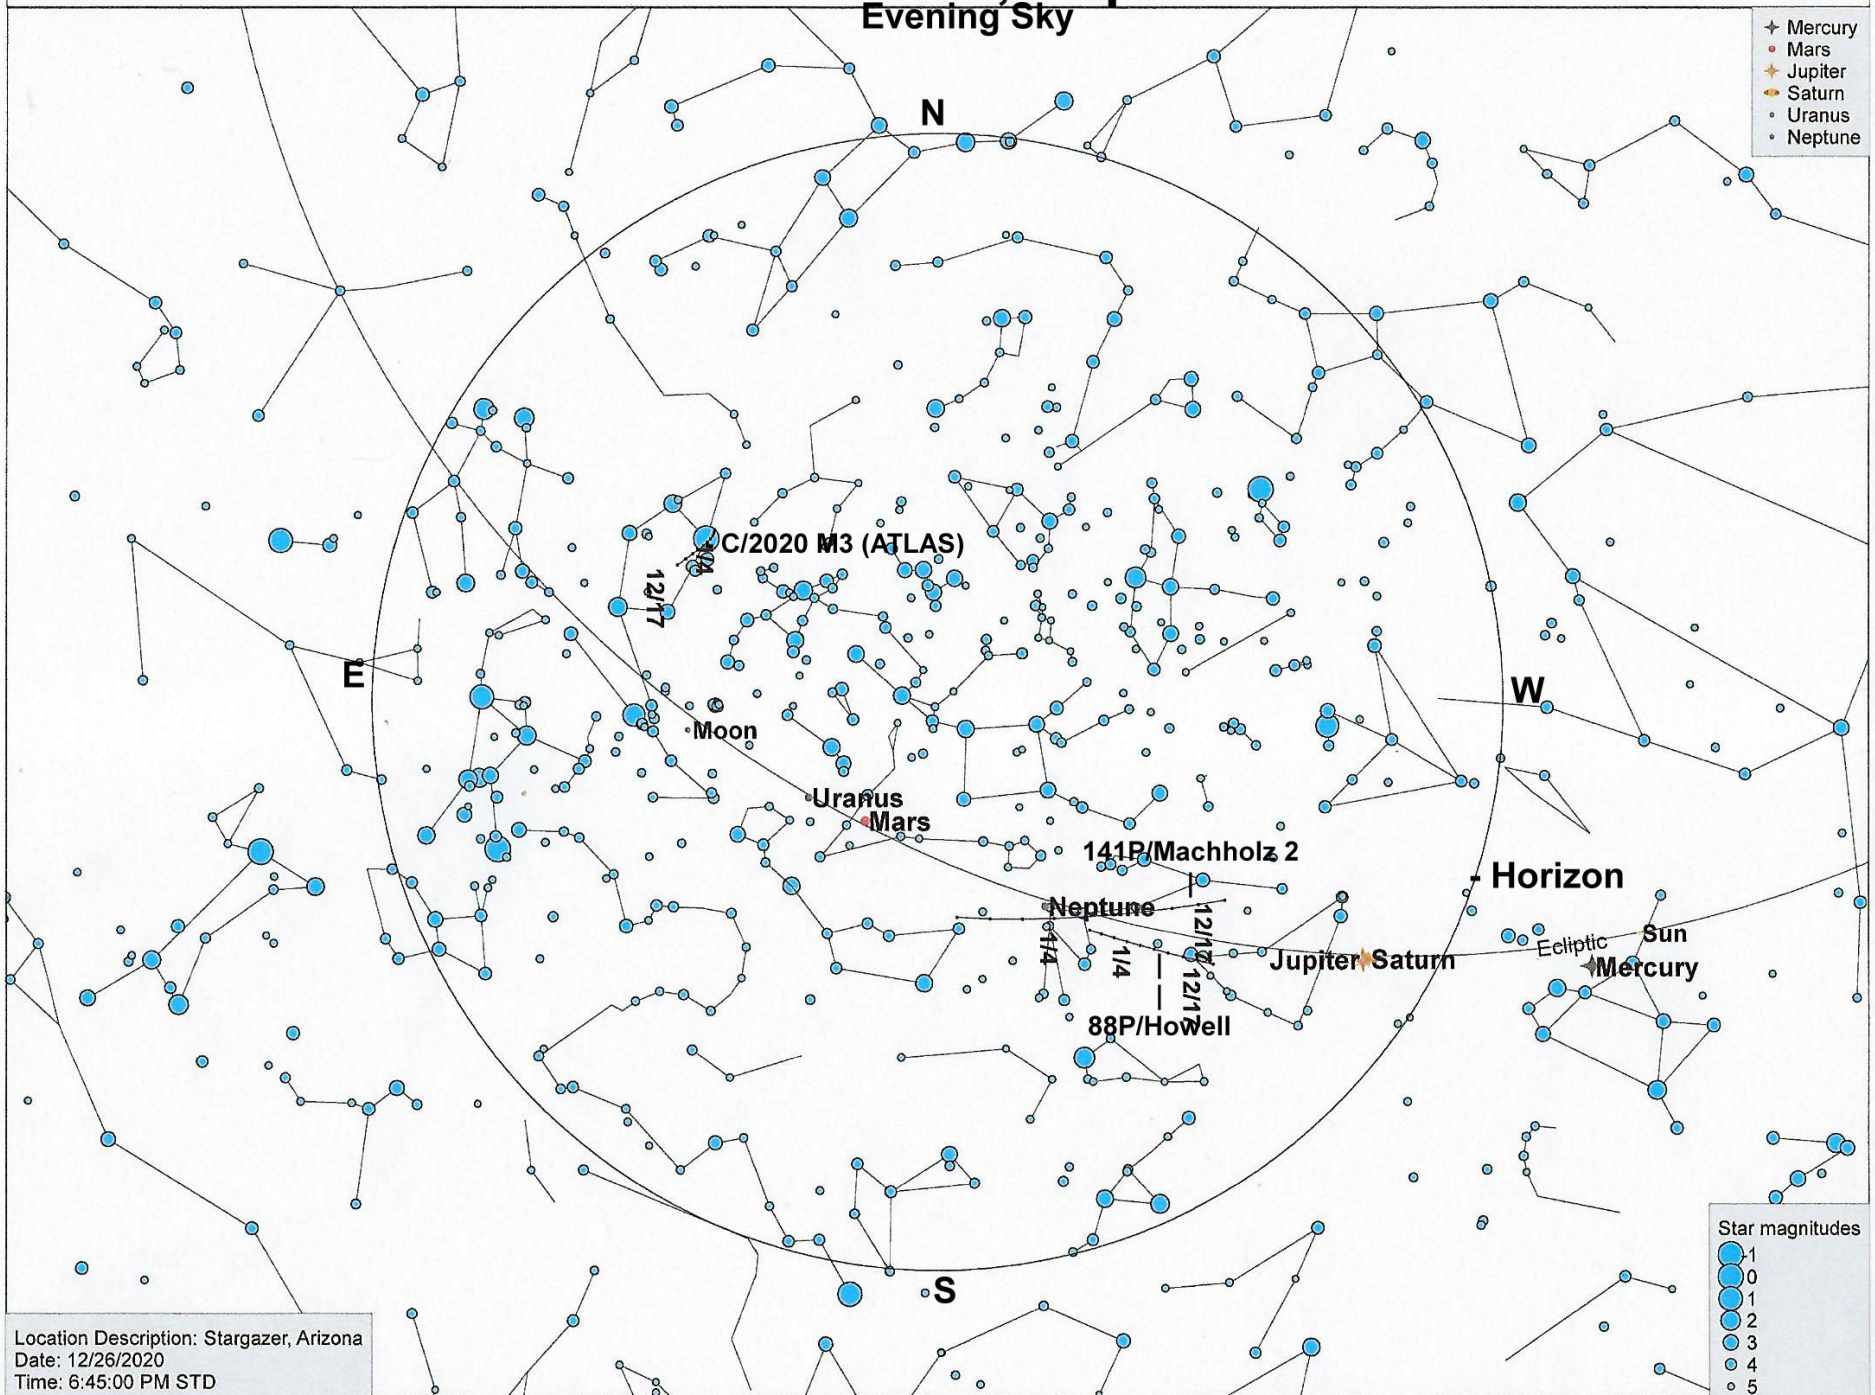 Evening Sky
Mercury
Mars
Jupiter
Saturn
Uranus
Neptune
N
C/2020 M3 (ATLAS)
1/4
12/17
E
W
Moon
Uranus
Mars
141P/Machholz 2
- Horizon
Neptune
12/17
1/4
1/4
Ecliptic
Sun
Jupiter
Saturn
Mercury
12/17
88P/Howell
S
Star magnitudes
-1
0
1
2
3
4
5
Location Description: Stargazer, Arizona
Date: 12/26/2020
Time: 6:45:00 PM STD